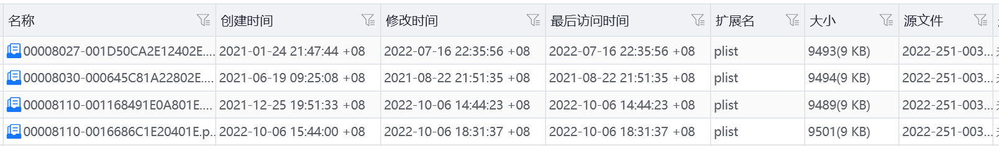 名称 创建时间 修改时间 最后访问时间 扩展名 大小 源文件
00008027-001D50CA2E12402E.... 2021-01-24 21:47:44 +08 2022-07-16 22:35:56 +08 2022-07-16 22:35:56 +08 plist 9493(9 KB) 2022-251-003...
00008030-000645C81A22802E.... 2021-06-19 09:25:08 +08 2021-08-22 21:51:35 +08 2021-08-22 21:51:35 +08 plist 9494(9 KB) 2022-251-003...
00008110-001168491E0A801E.... 2021-12-25 19:51:33 +08 2022-10-06 14:44:23 +08 2022-10-06 14:44:23 +08 plist 9489(9 KB) 2022-251-003...
00008110-0016686C1E20401E.p... 2022-10-06 15:44:00 +08 2022-10-06 18:31:37 +08 2022-10-06 18:31:37 +08 plist 9501(9 KB) 2022-251-003...